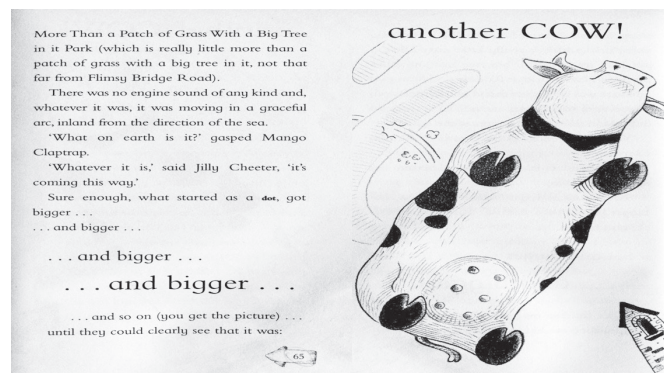 More Than a Patch of Grass With a Big Tree
in it Park (which is really little more than a
patch of grass with a big tree in it, not that
far from Flimsy Bridge Road).
There was no engine sound of any kind and,
whatever it was, it was moving in a graceful
arc, inland from the direction of the sea.
‘What on earth is it?’ gasped Mango
Claptrap.
‘Whatever it is,’ said Jilly Cheeter, ‘it’s
coming this way.’
Sure enough, what started as a dot, got
bigger . . .
. . . and bigger . . .
. . . and bigger . . .
. . . and bigger . . .
. . . and so on (you get the picture) . . .
until they could clearly see that it was:
65
another COW!